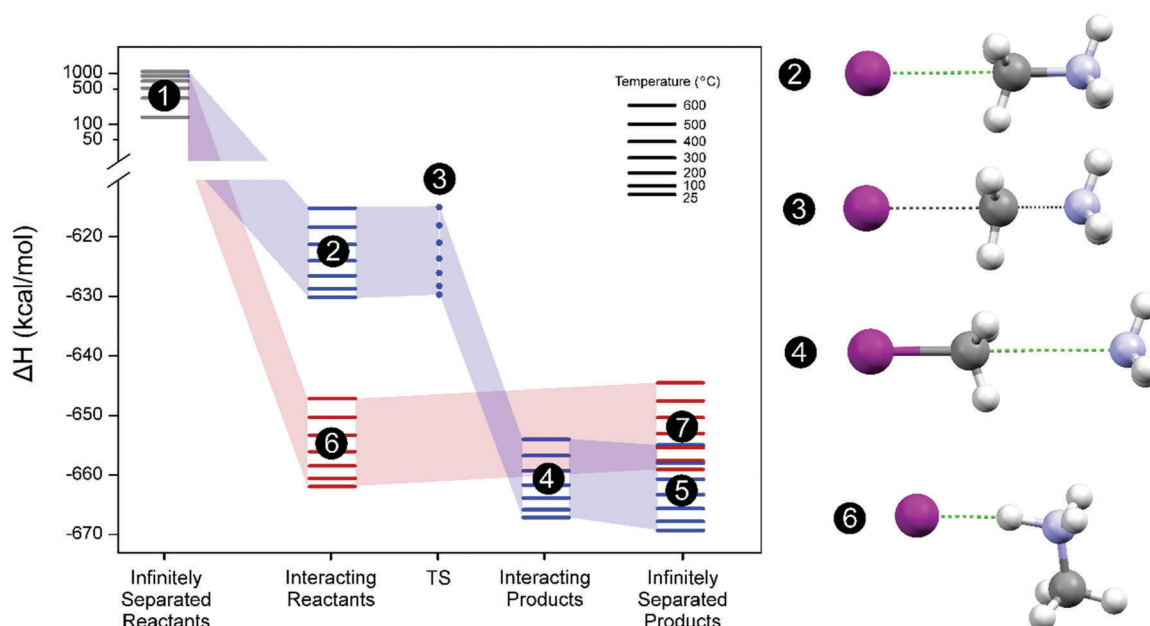 1000
500
100
50
-620
-630
-640
-650
-660
-670
ΔH (kcal/mol)
1
2
3
6
4
7
5
Temperature (°C)
600
500
400
300
200
100
25
Infinitely
Separated
Reactants
Interacting
Reactants
TS
Interacting
Products
Infinitely
Separated
Products
2
3
4
6